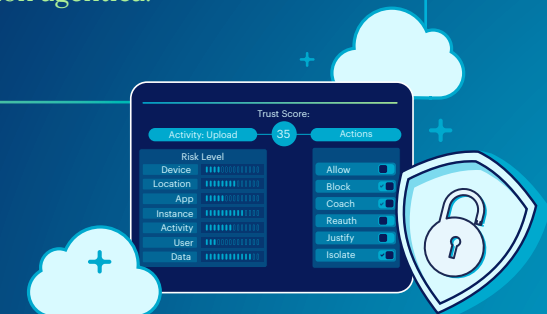 Trust Score:
Activity: Upload
35
Actions
Risk Level
Device
Location
App
Instance
Activity
User
Data
Allow
Block
Coach
Reauth
Justify
Isolate